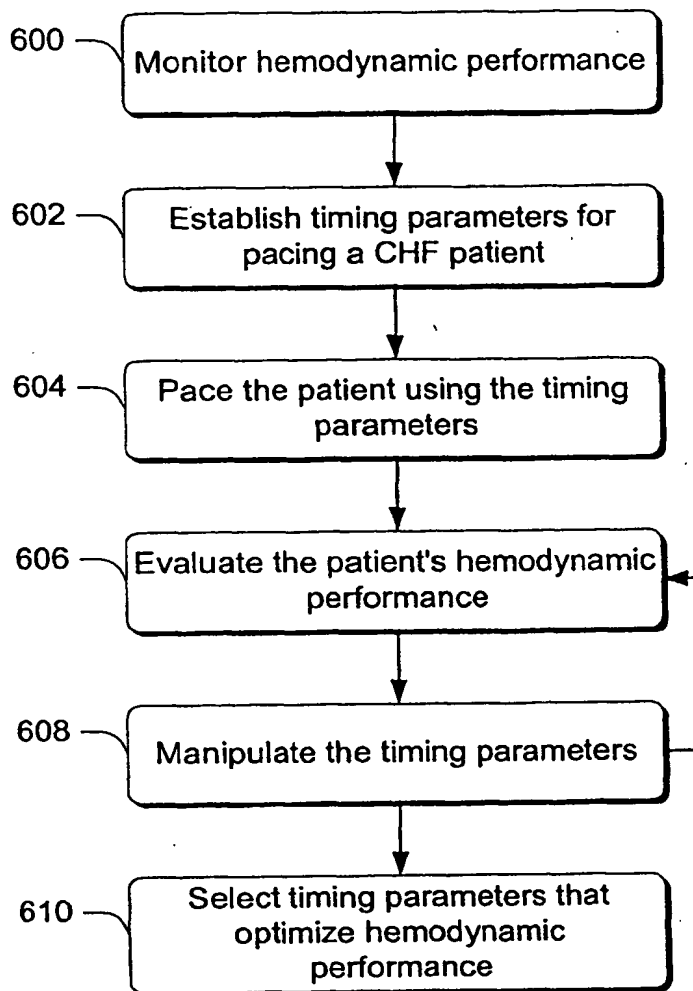 600
Monitor hemodynamic performance
602
Establish timing parameters for
pacing a CHF patient
604
Pace the patient using the timing
parameters
606
Evaluate the patient's hemodynamic
performance
608
Manipulate the timing parameters
610
Select timing parameters that
optimize hemodynamic
performance